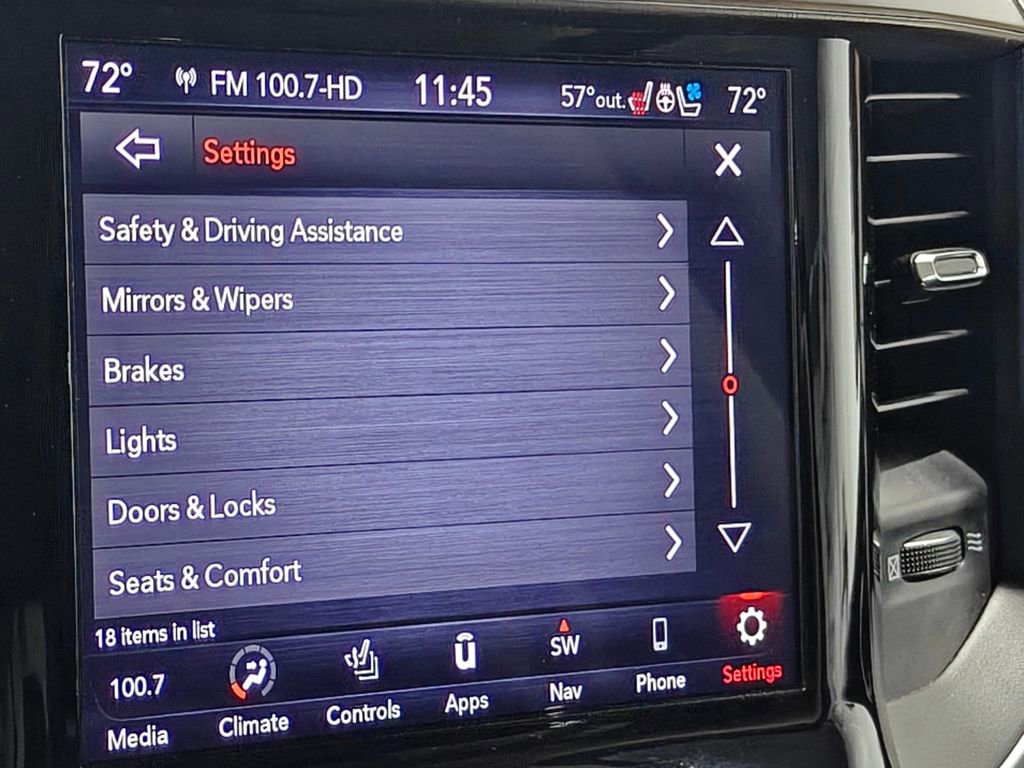 72° FM 100.7-HD 11:45 57°out. 72°
Settings
Safety & Driving Assistance
Mirrors & Wipers
Brakes
Lights
Doors & Locks
Seats & Comfort
18 items in list
100.7 SW
Media Climate Controls Apps Nav Phone Settings